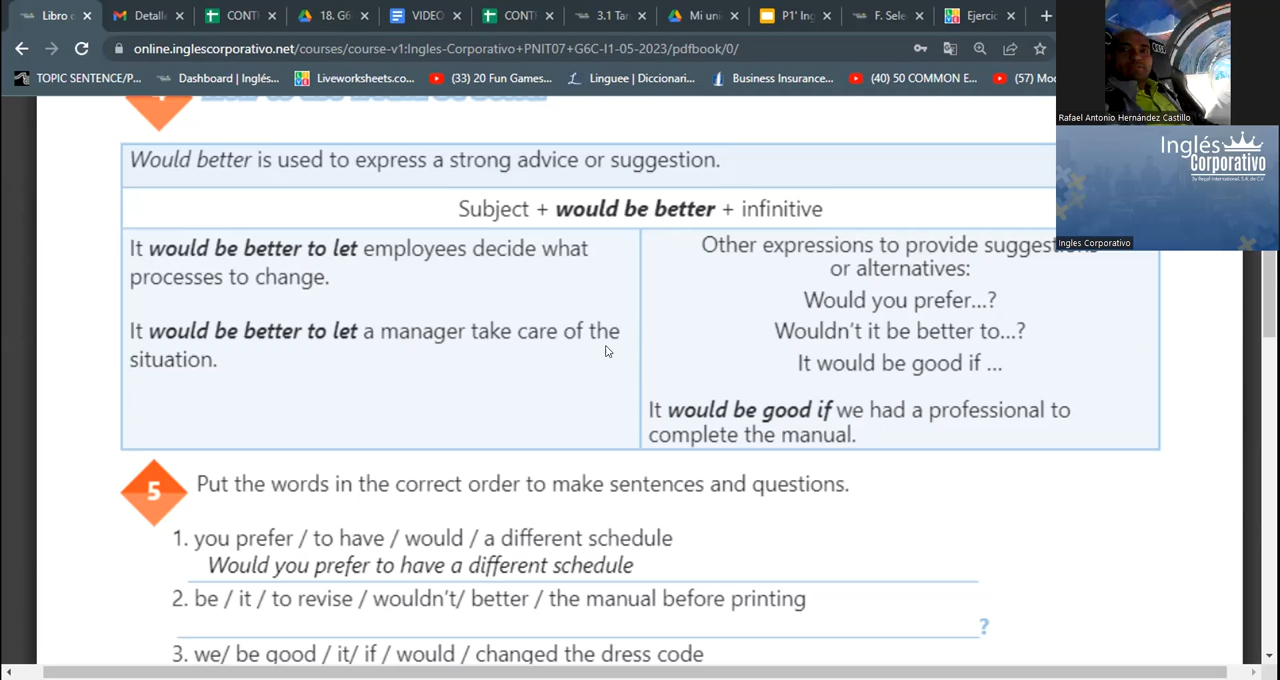 Libro d
Detall
CONTI
18. G6
VIDEO
CONTI
3.1 Tar
Mi uni
P1' Ing
F. Sele
Ejercic
online.inglescorporativo.net/courses/course-v1:Ingles-Corporativo+PNIT07+G6C-I1-05-2023/pdfbook/0/
TOPIC SENTENCE/P...
Dashboard | Inglés...
Liveworksheets.co...
(33) 20 Fun Games...
Linguee | Diccionari...
Business Insurance...
(40) 50 COMMON E...
(57) Mo
Rafael Antonio Hernández Castillo
Inglés
Corporativo
Ingles Corporativo
Would better is used to express a strong advice or suggestion.
Subject + would be better + infinitive
It would be better to let employees decide what
processes to change.
It would be better to let a manager take care of the
situation.
Other expressions to provide suggestions
or alternatives:
Would you prefer...?
Wouldn't it be better to...?
It would be good if ...
It would be good if we had a professional to
complete the manual.
5
Put the words in the correct order to make sentences and questions.
1. you prefer / to have / would / a different schedule
Would you prefer to have a different schedule
2. be / it / to revise / wouldn't/ better / the manual before printing
?
3. we/ be good / it/ if / would / changed the dress code